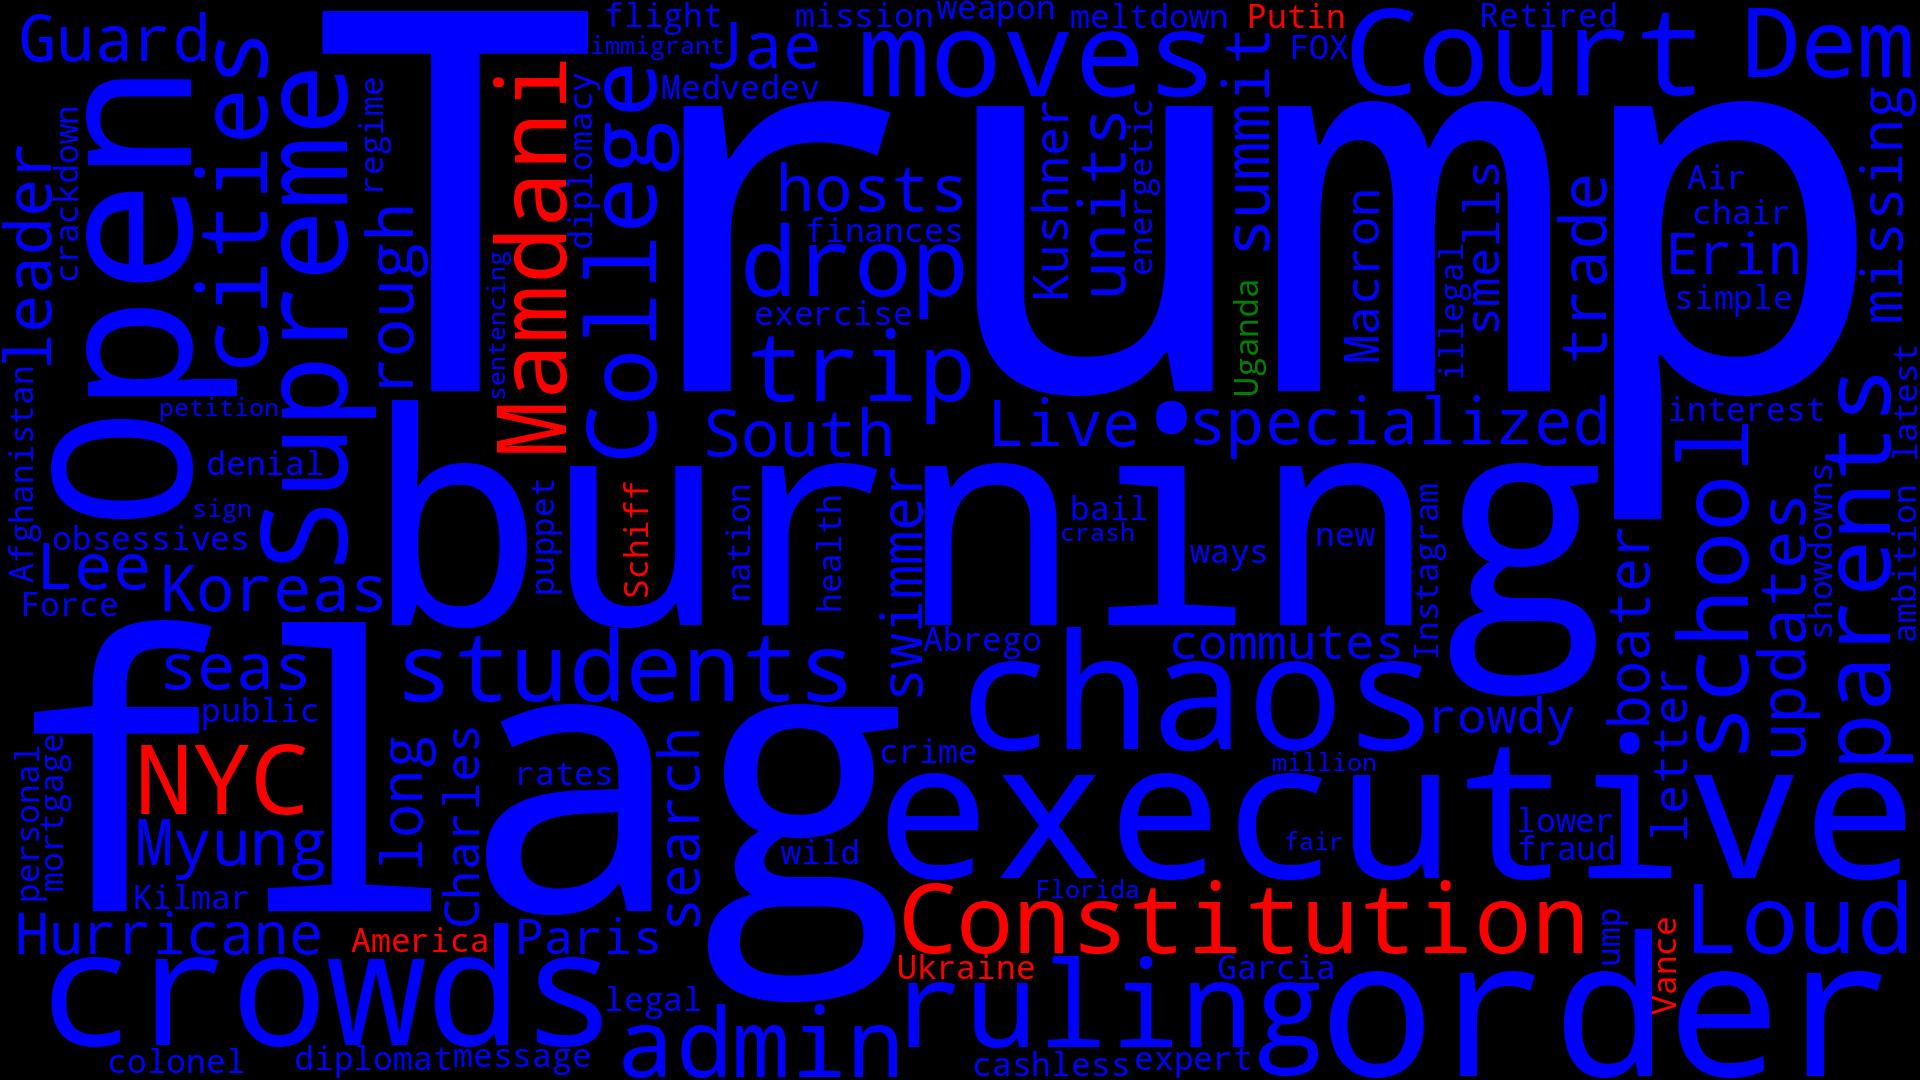 Guard
flight
mission
weapon
meltdown
Putin
Retired
immigrant
Jae
moves
FOX
Court
Dem
Medvedev
Trump
open
cities
Supreme
regime
crackdown
leader
rough
Mamdani
diplomacy
College
sentencing
hosts
finances
drop
exercise
trip
Kushner
units
energetic
summit
Uganda
Macron
illegal
smells
trade
Air
chair
Erin
simple
missing
latest
Afghanistan
petition
denial
sign
obsessives
Lee
Force
Koreas
South
Live
specialized
interest
burning
puppet
Schiff
nation
health
swimmer
bail
crash
ways
new
Instagram
boater
school
updates
showdowns
parents
ambition
flag
seas
public
students
Abrego
commutes
chaos
rowdy
letter
personal
mortgage
NYC
Myung
Kilmar
long
Charles
rates
search
wild
crime
million
executive
fair
lower
fraud
Hurricane
America
Paris
Florida
Constitution
ump
Vance
Loud
crowds
legal
Ukraine
Garcia
ruling
order
admin
colonel
diplomat
message
cashless
expert